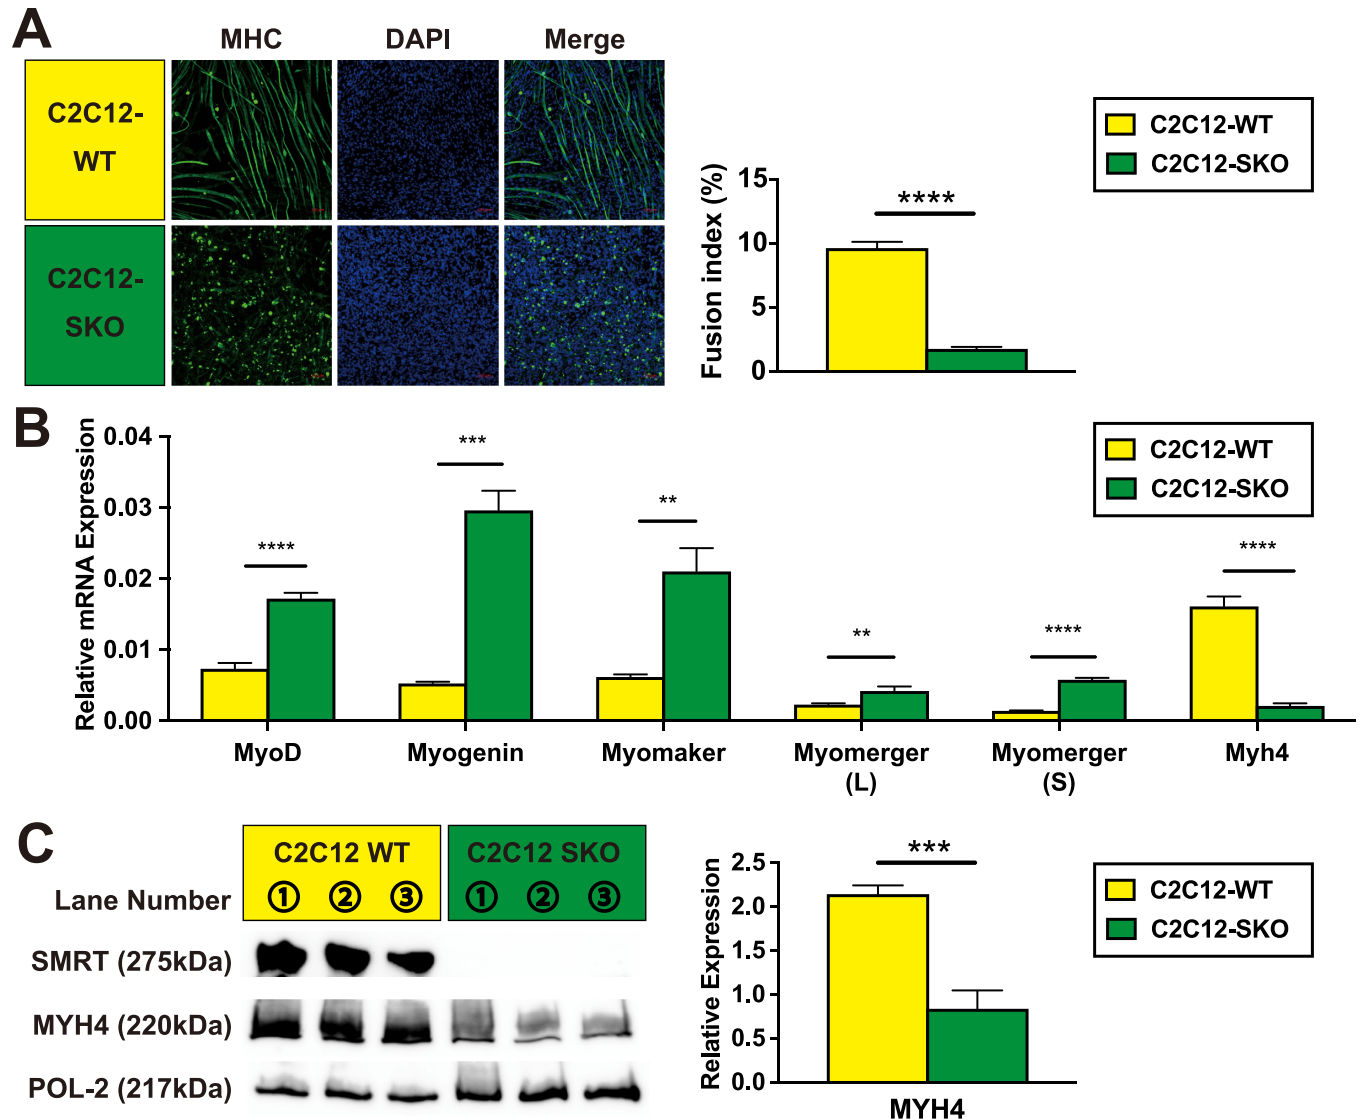 A
MHC DAPI Merge
C2C12-
WT
C2C12-
SKO
Fusion index (%)
15
10
5
0
****
C2C12-WT
C2C12-SKO
B
Relative mRNA Expression
0.04
0.03
0.02
0.01
0.00
****
***
**
**
****
****
C2C12-WT
C2C12-SKO
MyoD Myogenin Myomaker Myomerger Myomerger Myh4
(L) (S)
C
C2C12 WT C2C12 SKO
Lane Number ① ② ③ ① ② ③
SMRT (275kDa)
MYH4 (220kDa)
POL-2 (217kDa)
Relative Expression
2.5
2.0
1.5
1.0
0.5
0.0
***
MYH4
C2C12-WT
C2C12-SKO